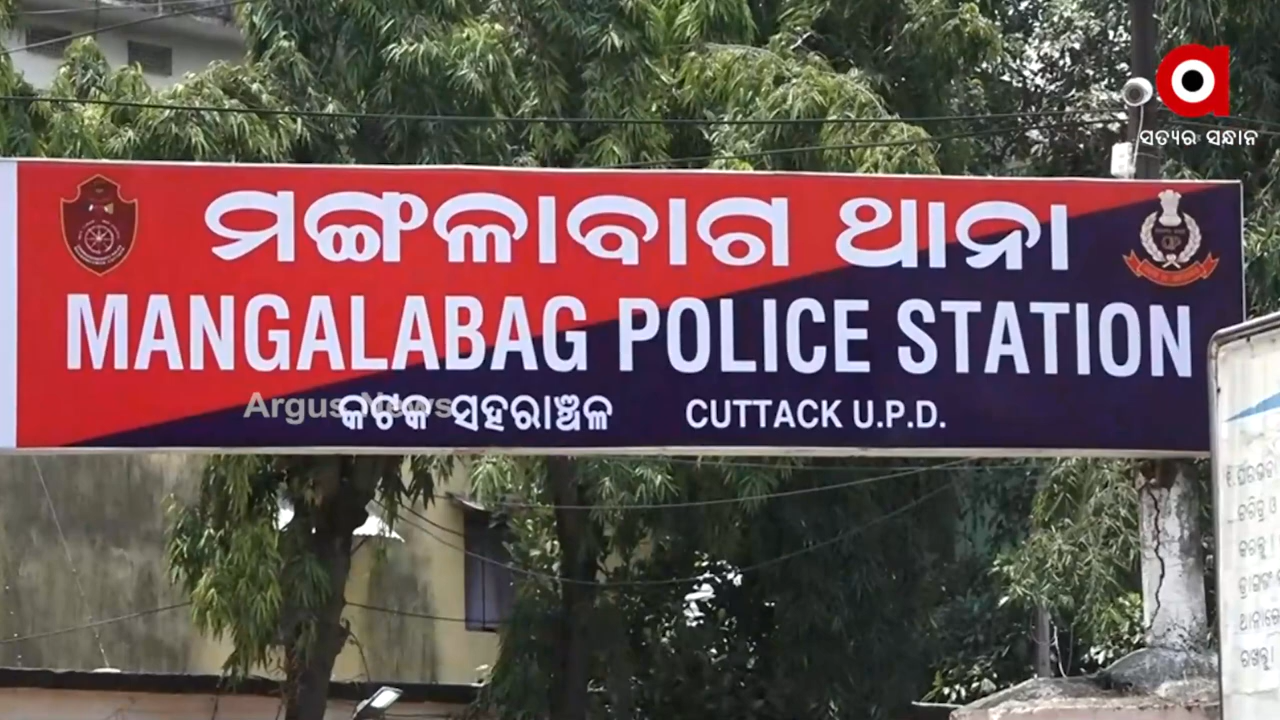 ସତ୍ୟର ସନ୍ଧାନ
ମଙ୍ଗଳାବାଗ ଥାନା
MANGALABAG POLICE STATION
Argus News
କଟକ ସହରାଞ୍ଚଳ
CUTTACK U.P.D.